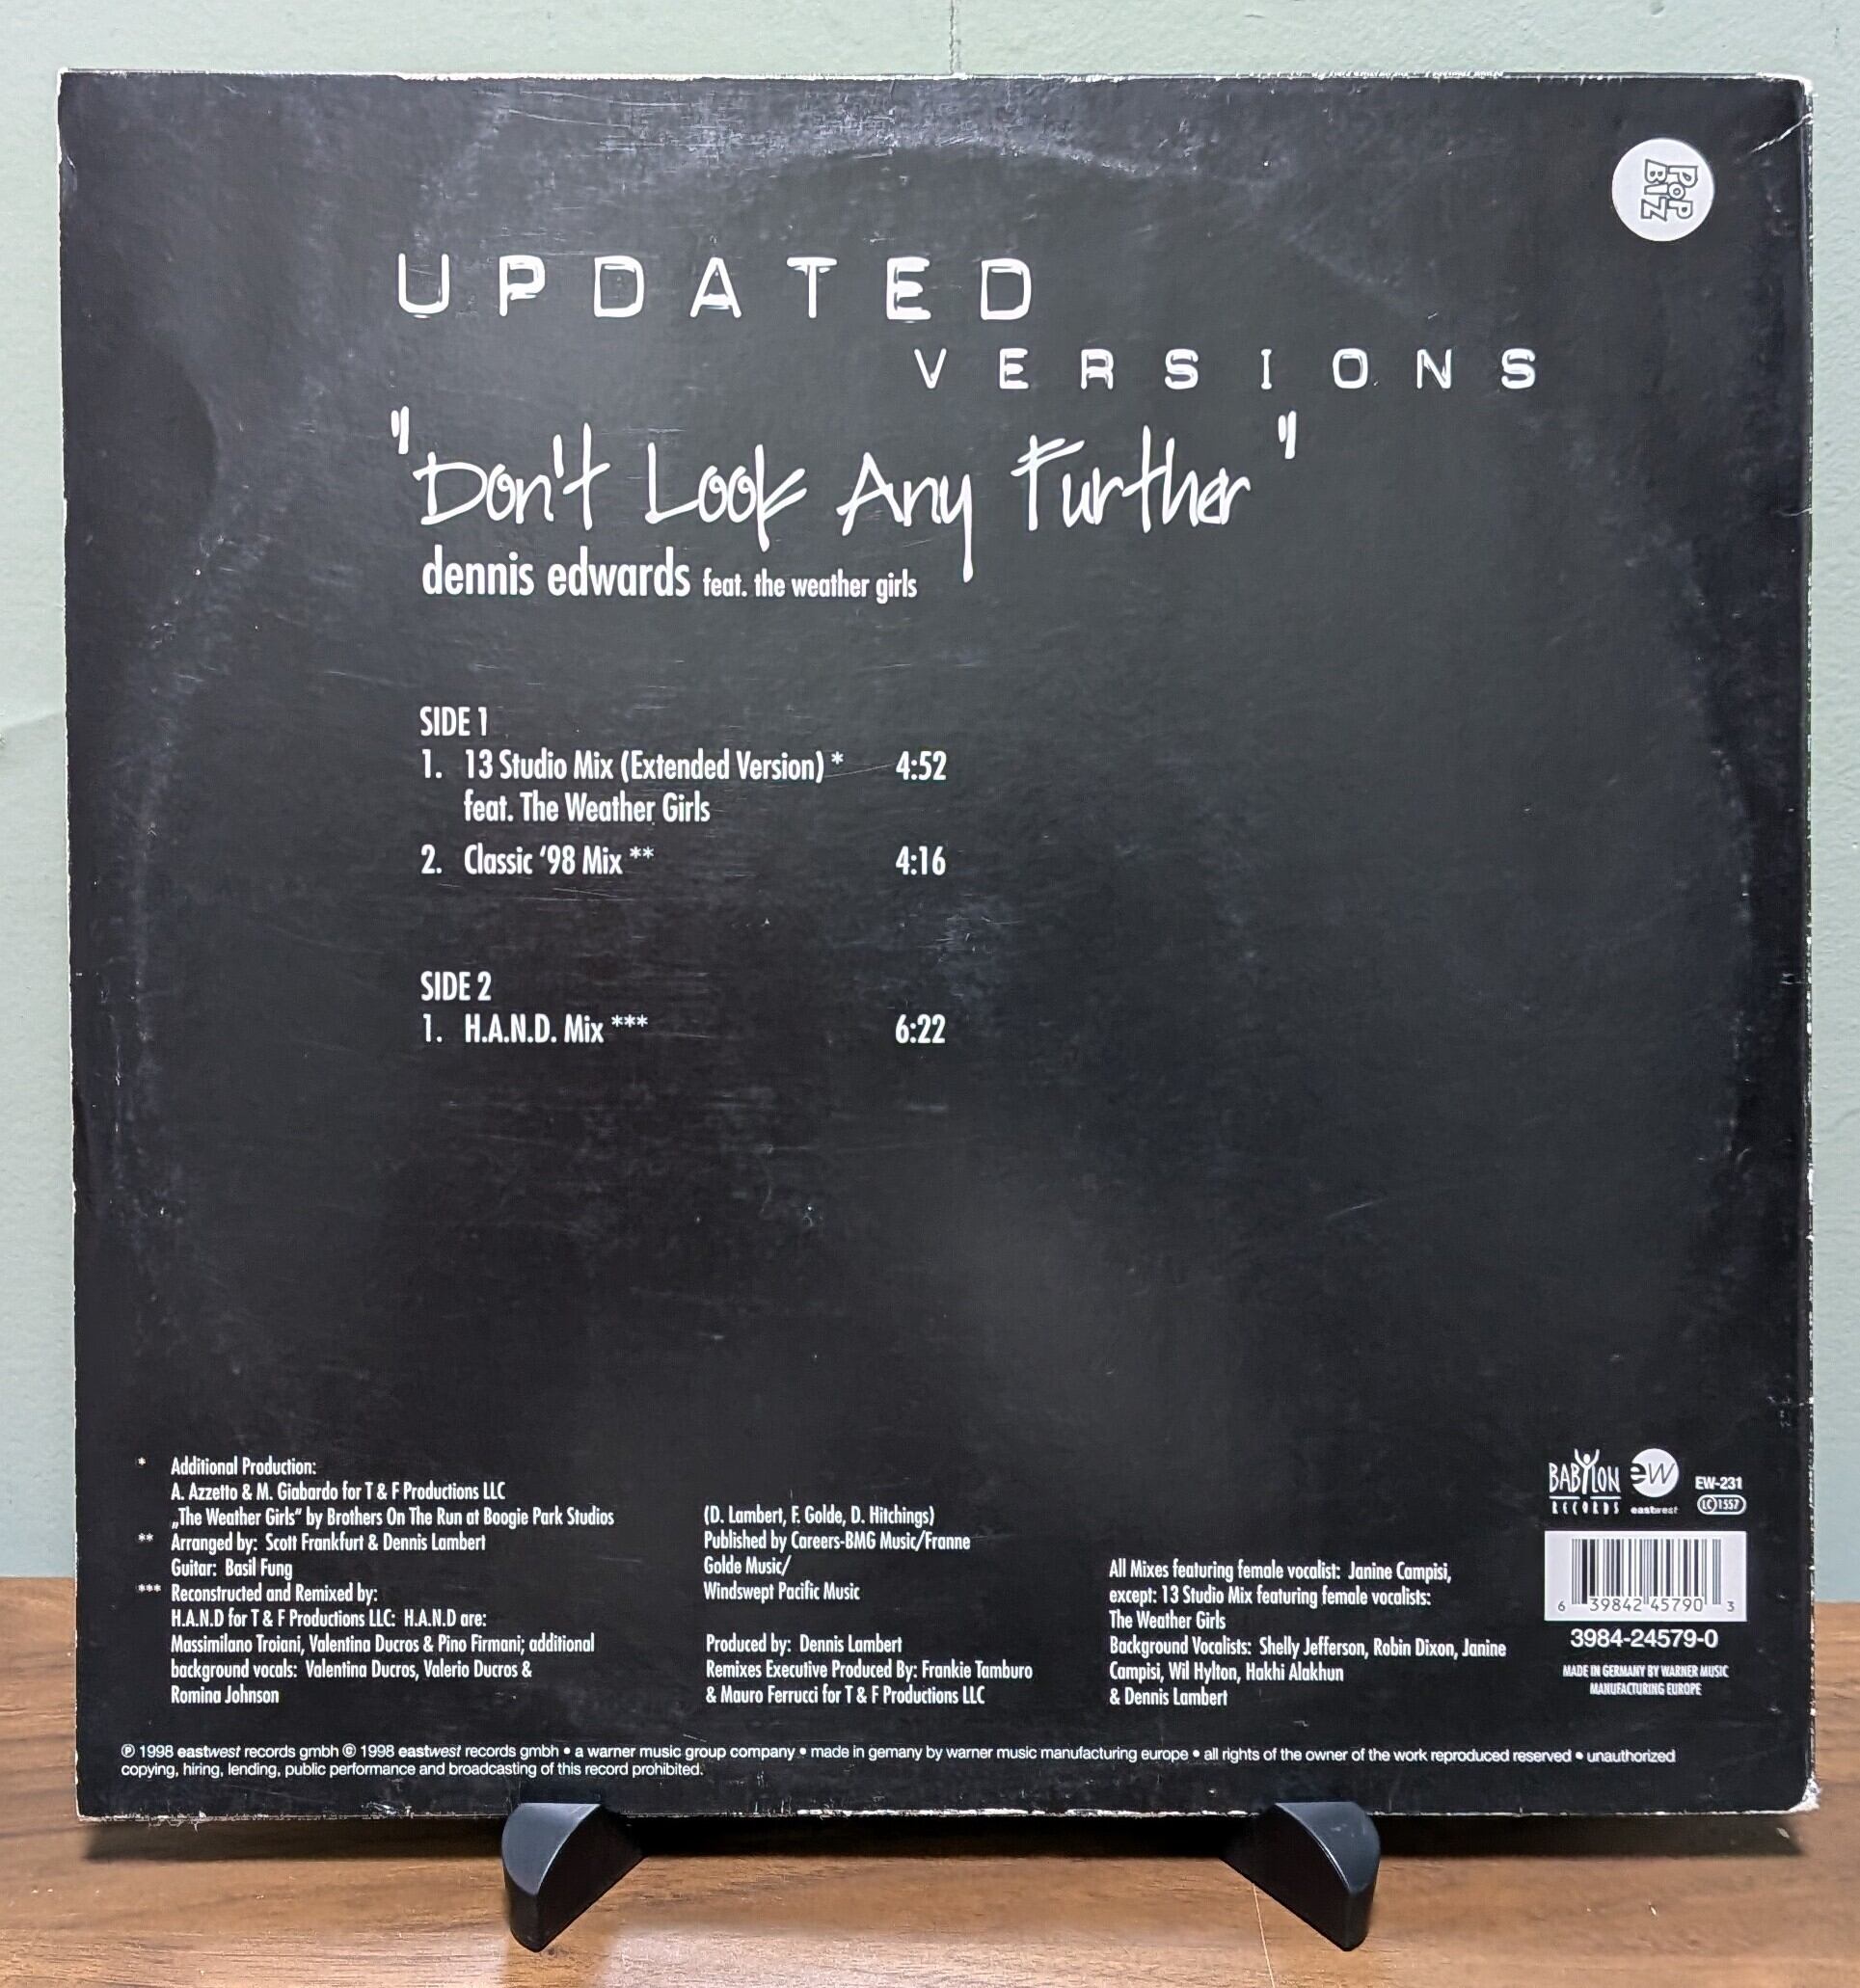 POP
BIZ
UPDATED
VERSIONS
"Don't Look Any Further"
dennis edwards feat. the weather girls
SIDE 1
1. 13 Studio Mix (Extended Version) * 4:52
feat. The Weather Girls
2. Classic ‘98 Mix ** 4:16
SIDE 2
1. H.A.N.D. Mix *** 6:22
* Additional Production:
A. Azzetto & M. Giabardo for T & F Productions LLC
„The Weather Girls“ by Brothers On The Run at Boogie Park Studios
** Arranged by: Scott Frankfurt & Dennis Lambert
Guitar: Basil Fung
*** Reconstructed and Remixed by:
H.A.N.D for T & F Productions LLC: H.A.N.D are:
Massimilano Troiani, Valentina Ducros & Pino Firmani; additional
background vocals: Valentina Ducros, Valerio Ducros &
Romina Johnson
(D. Lambert, F. Golde, D. Hitchings)
Published by Careers-BMG Music/Franne
Golde Music/
Windswept Pacific Music
Produced by: Dennis Lambert
Remixes Executive Produced By: Frankie Tamburo
& Mauro Ferrucci for T & F Productions LLC
All Mixes featuring female vocalist: Janine Campisi,
except: 13 Studio Mix featuring female vocalists:
The Weather Girls
Background Vocalists: Shelly Jefferson, Robin Dixon, Janine
Campisi, Wil Hylton, Hakhi Alakhun
& Dennis Lambert
BABYLON
RECORDS
ew
eastwest
EW-231
LC 1557
6 39842 45790 3
3984-24579-0
MADE IN GERMANY BY WARNER MUSIC
MANUFACTURING EUROPE
℗ 1998 eastwest records gmbh © 1998 eastwest records gmbh • a warner music group company • made in gemany by warner music manufacturing europe • all rights of the owner of the work reproduced reserved • unauthorized
copying, hiring, lending, public performance and broadcasting of this record prohibited.